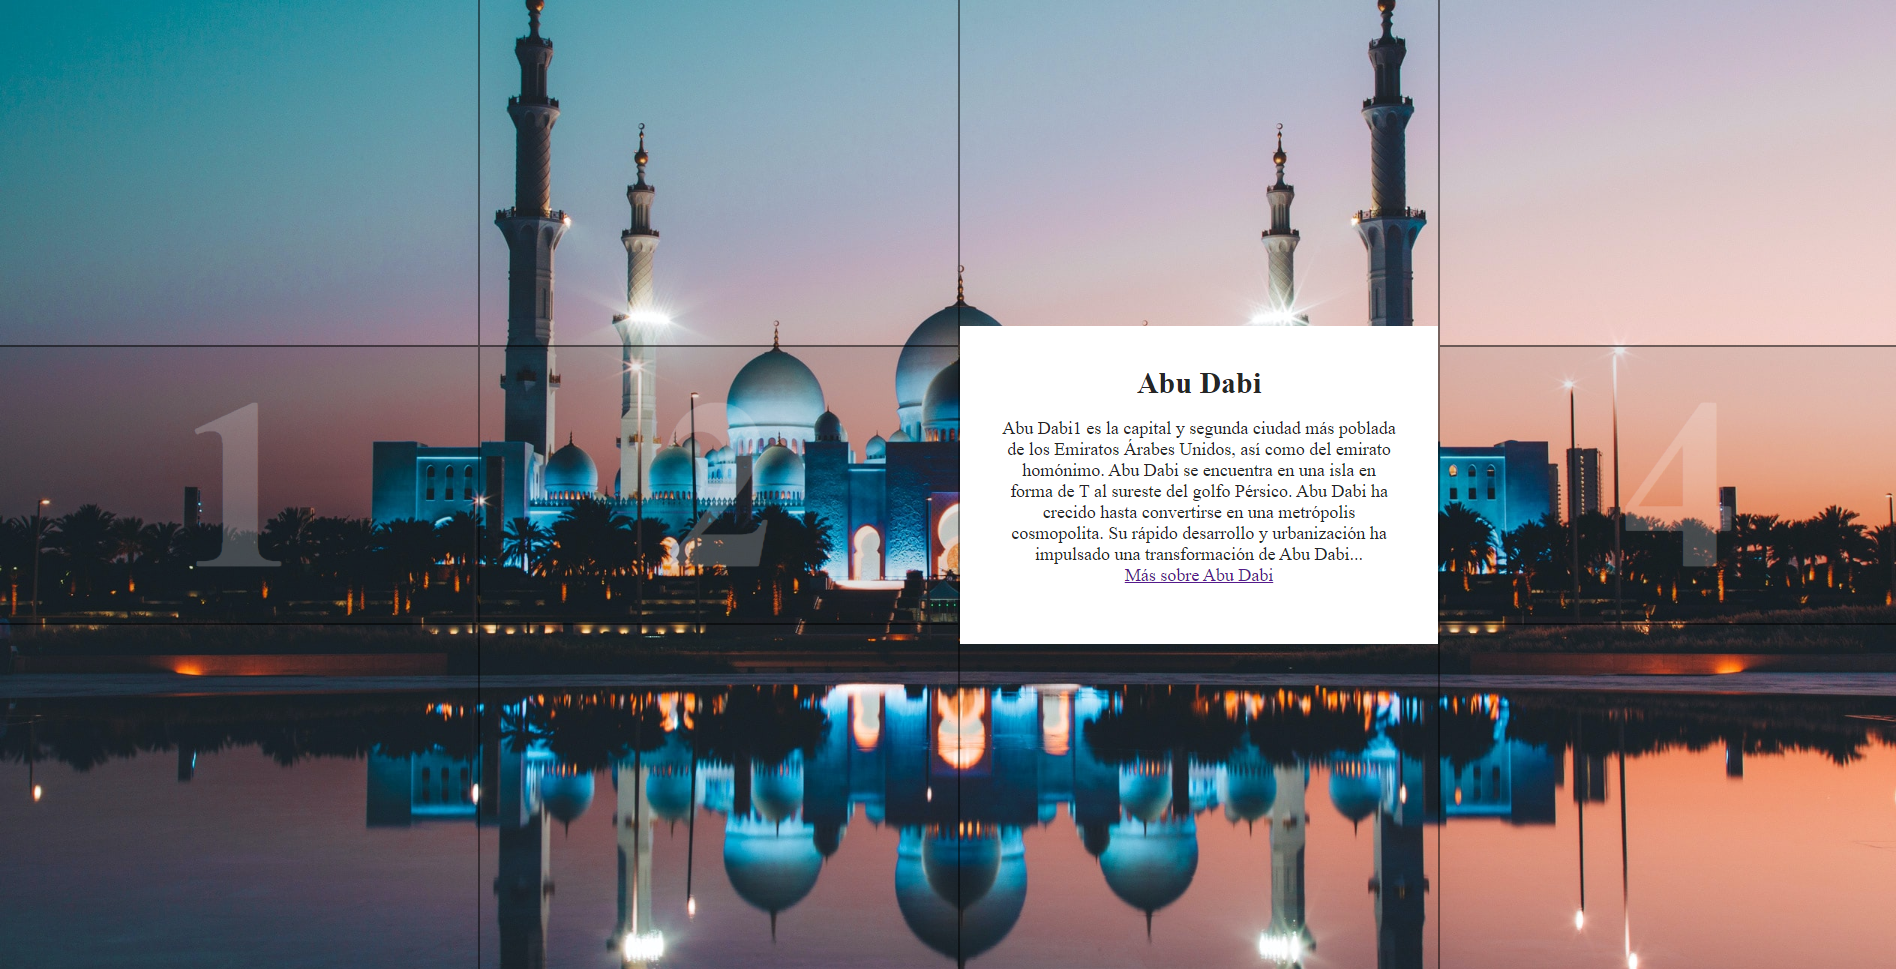 1
2
Abu Dabi
Abu Dabi1 es la capital y segunda ciudad más poblada
de los Emiratos Árabes Unidos, así como del emirato
homónimo. Abu Dabi se encuentra en una isla en
forma de T al sureste del golfo Pérsico. Abu Dabi ha
crecido hasta convertirse en una metrópolis
cosmopolita. Su rápido desarrollo y urbanización ha
impulsado una transformación de Abu Dabi...
Más sobre Abu Dabi
4